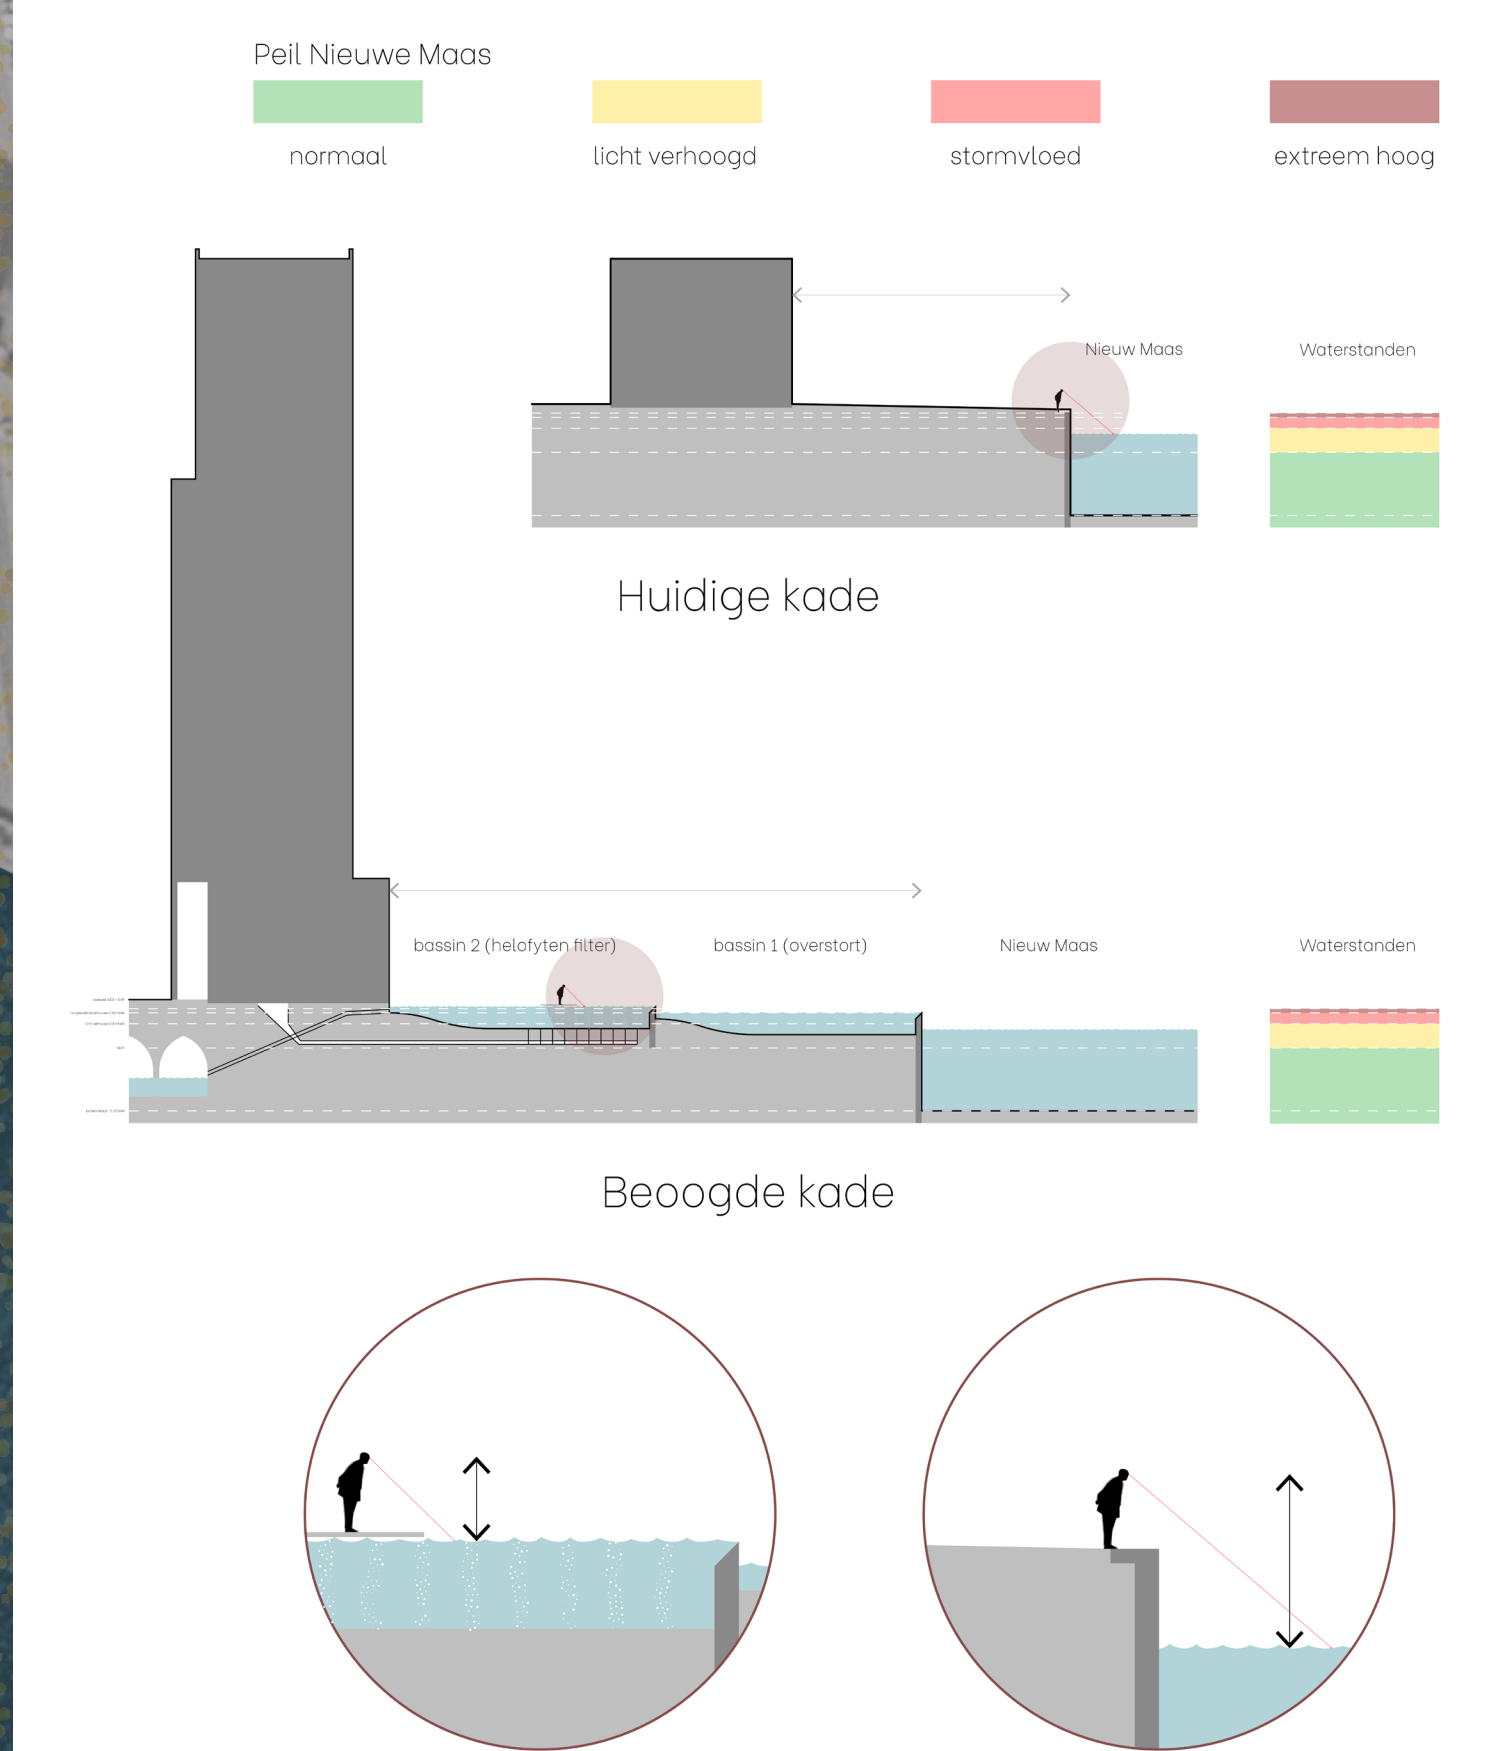 Peil Nieuwe Maas
normaal
licht verhoogd
stormvloed
extreem hoog
Nieuw Maas
Waterstanden
Huidige kade
bassin 2 (helofyten filter)
bassin 1 (overstort)
Nieuw Maas
Waterstanden
Beoogde kade